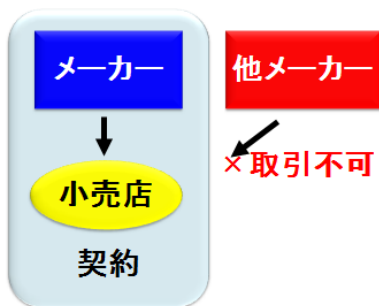 メーカー
他メーカー
×取引不可
小売店
契約